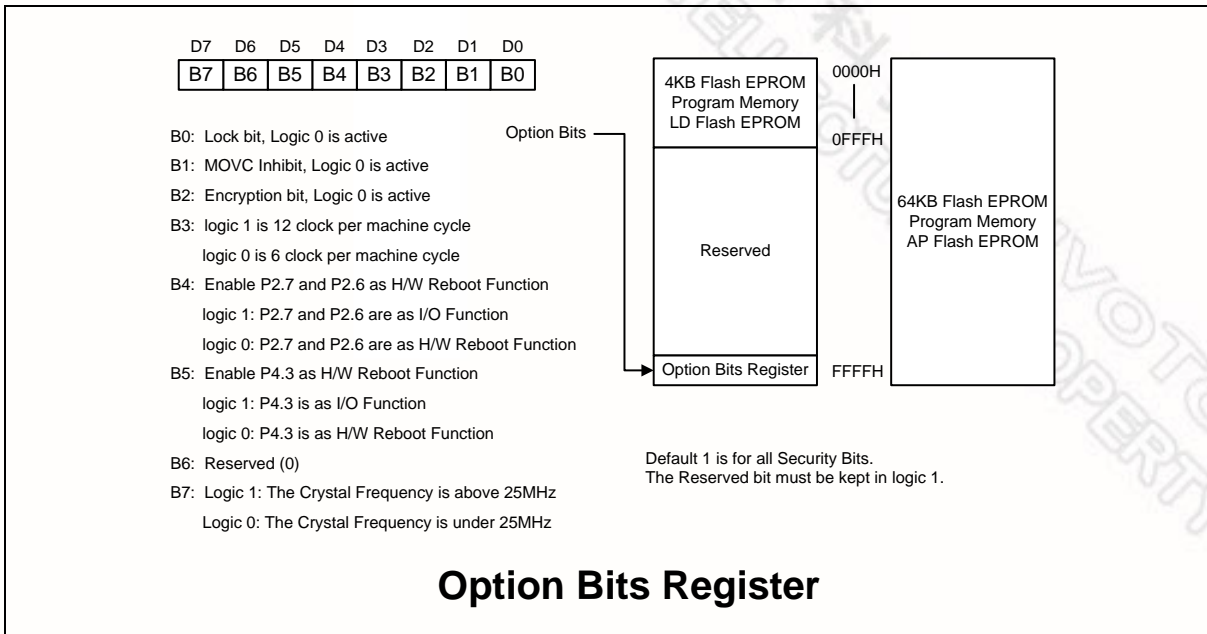 D7 D6 D5 D4 D3 D2 D1 D0
B7 B6 B5 B4 B3 B2 B1 B0
B0: Lock bit, Logic 0 is active
B1: MOVC Inhibit, Logic 0 is active
B2: Encryption bit, Logic 0 is active
B3: logic 1 is 12 clock per machine cycle
logic 0 is 6 clock per machine cycle
B4: Enable P2.7 and P2.6 as H/W Reboot Function
logic 1: P2.7 and P2.6 are as I/O Function
logic 0: P2.7 and P2.6 are as H/W Reboot Function
B5: Enable P4.3 as H/W Reboot Function
logic 1: P4.3 is as I/O Function
logic 0: P4.3 is as H/W Reboot Function
B6: Reserved (0)
B7: Logic 1: The Crystal Frequency is above 25MHz
Logic 0: The Crystal Frequency is under 25MHz
Option Bits
4KB Flash EPROM
Program Memory
LD Flash EPROM
Reserved
Option Bits Register
0000H
0FFFH
FFFFH
64KB Flash EPROM
Program Memory
AP Flash EPROM
Default 1 is for all Security Bits.
The Reserved bit must be kept in logic 1.
Option Bits Register